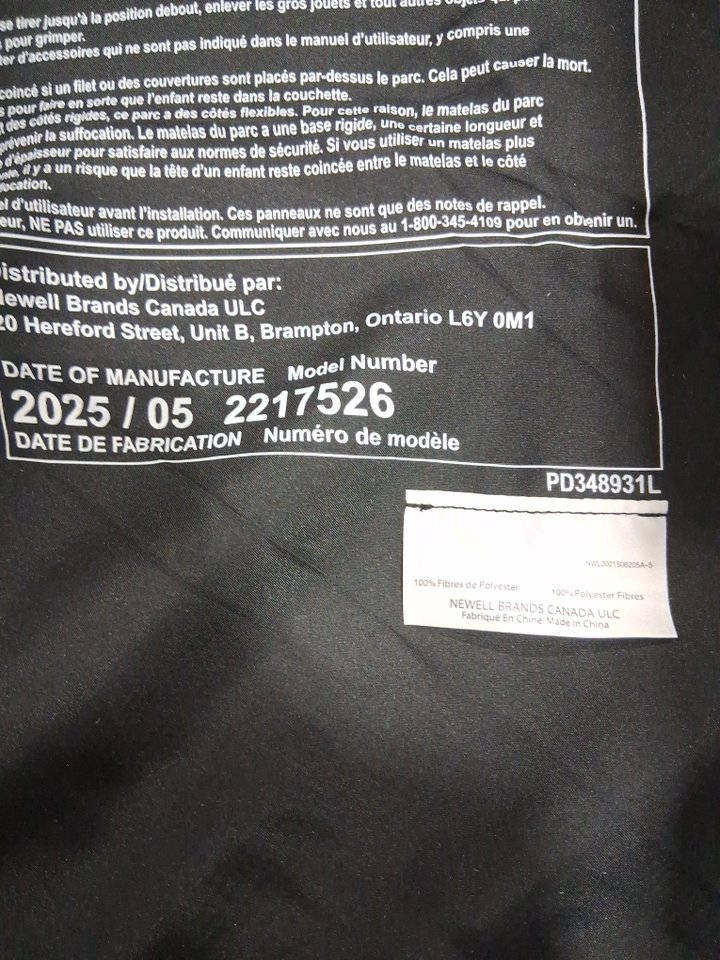 se tirer jusqu'à la position debout, enlever les gros jouets et tout autres
pour grimper.
d'accessoires qui ne sont pas indiqué dans le manuel d'utilisateur, y compris une
coincé si un filet ou des couvertures sont placés par-dessus le parc. Cela peut causer la mort.
pour faire en sorte que l'enfant reste dans la couchette.
des côtés rigides, ce parc a des côtés flexibles. Pour cette raison, le matelas du parc
prévenir la suffocation. Le matelas du parc a une base rigide, une certaine longueur et
d'épaisseur pour satisfaire aux normes de sécurité. Si vous utiliser un matelas plus
il y a un risque que la tête d'un enfant reste coincée entre le matelas et le côté
d'utilisateur avant l'installation. Ces panneaux ne sont que des notes de rappel.
NE PAS utiliser ce produit. Communiquer avec nous au 1-800-345-4109 pour en obtenir un.
Distributed by/Distribué par:
Newell Brands Canada ULC
20 Hereford Street, Unit B, Brampton, Ontario L6Y 0M1
DATE OF MANUFACTURE Model Number
2025 / 05 2217526
DATE DE FABRICATION Numéro de modèle
PD348931L
NWL0001506205A-5
100% Fibres de Polyester 100% Polyester Fibres
NEWELL BRANDS CANADA ULC
Fabriqué En Chine Made in China